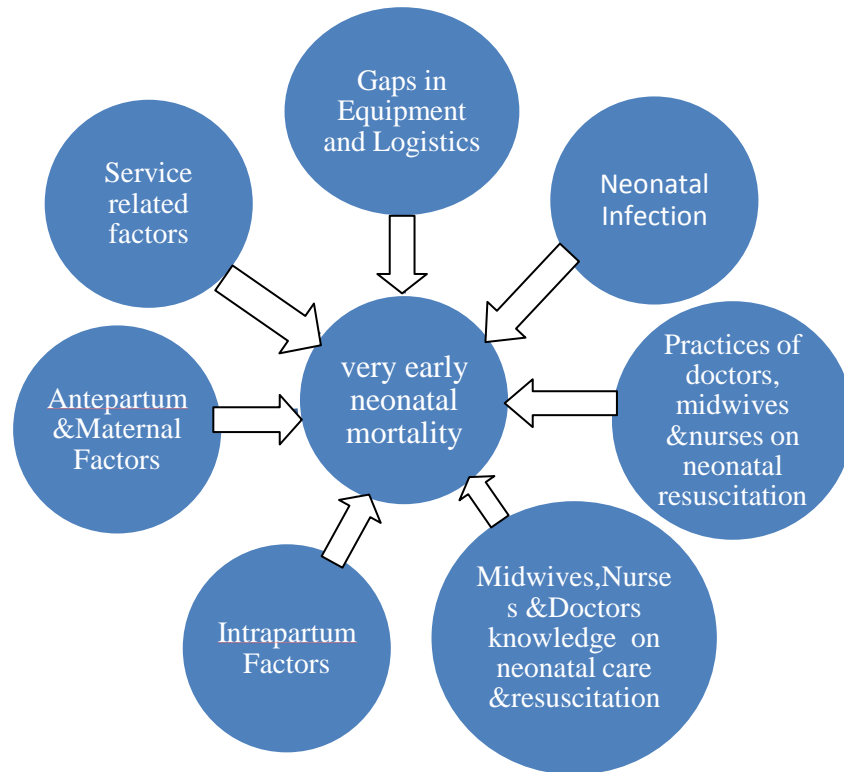 Gaps in
Equipment
and Logistics
Service
related
factors
Neonatal
Infection
very early
neonatal
mortality
Practices of
doctors,
midwives
&nurses on
neonatal
resuscitation
Antepartum
&Maternal
Factors
Intrapartum
Factors
Midwives,Nurse
s &Doctors
knowledge on
neonatal care
&resuscitation